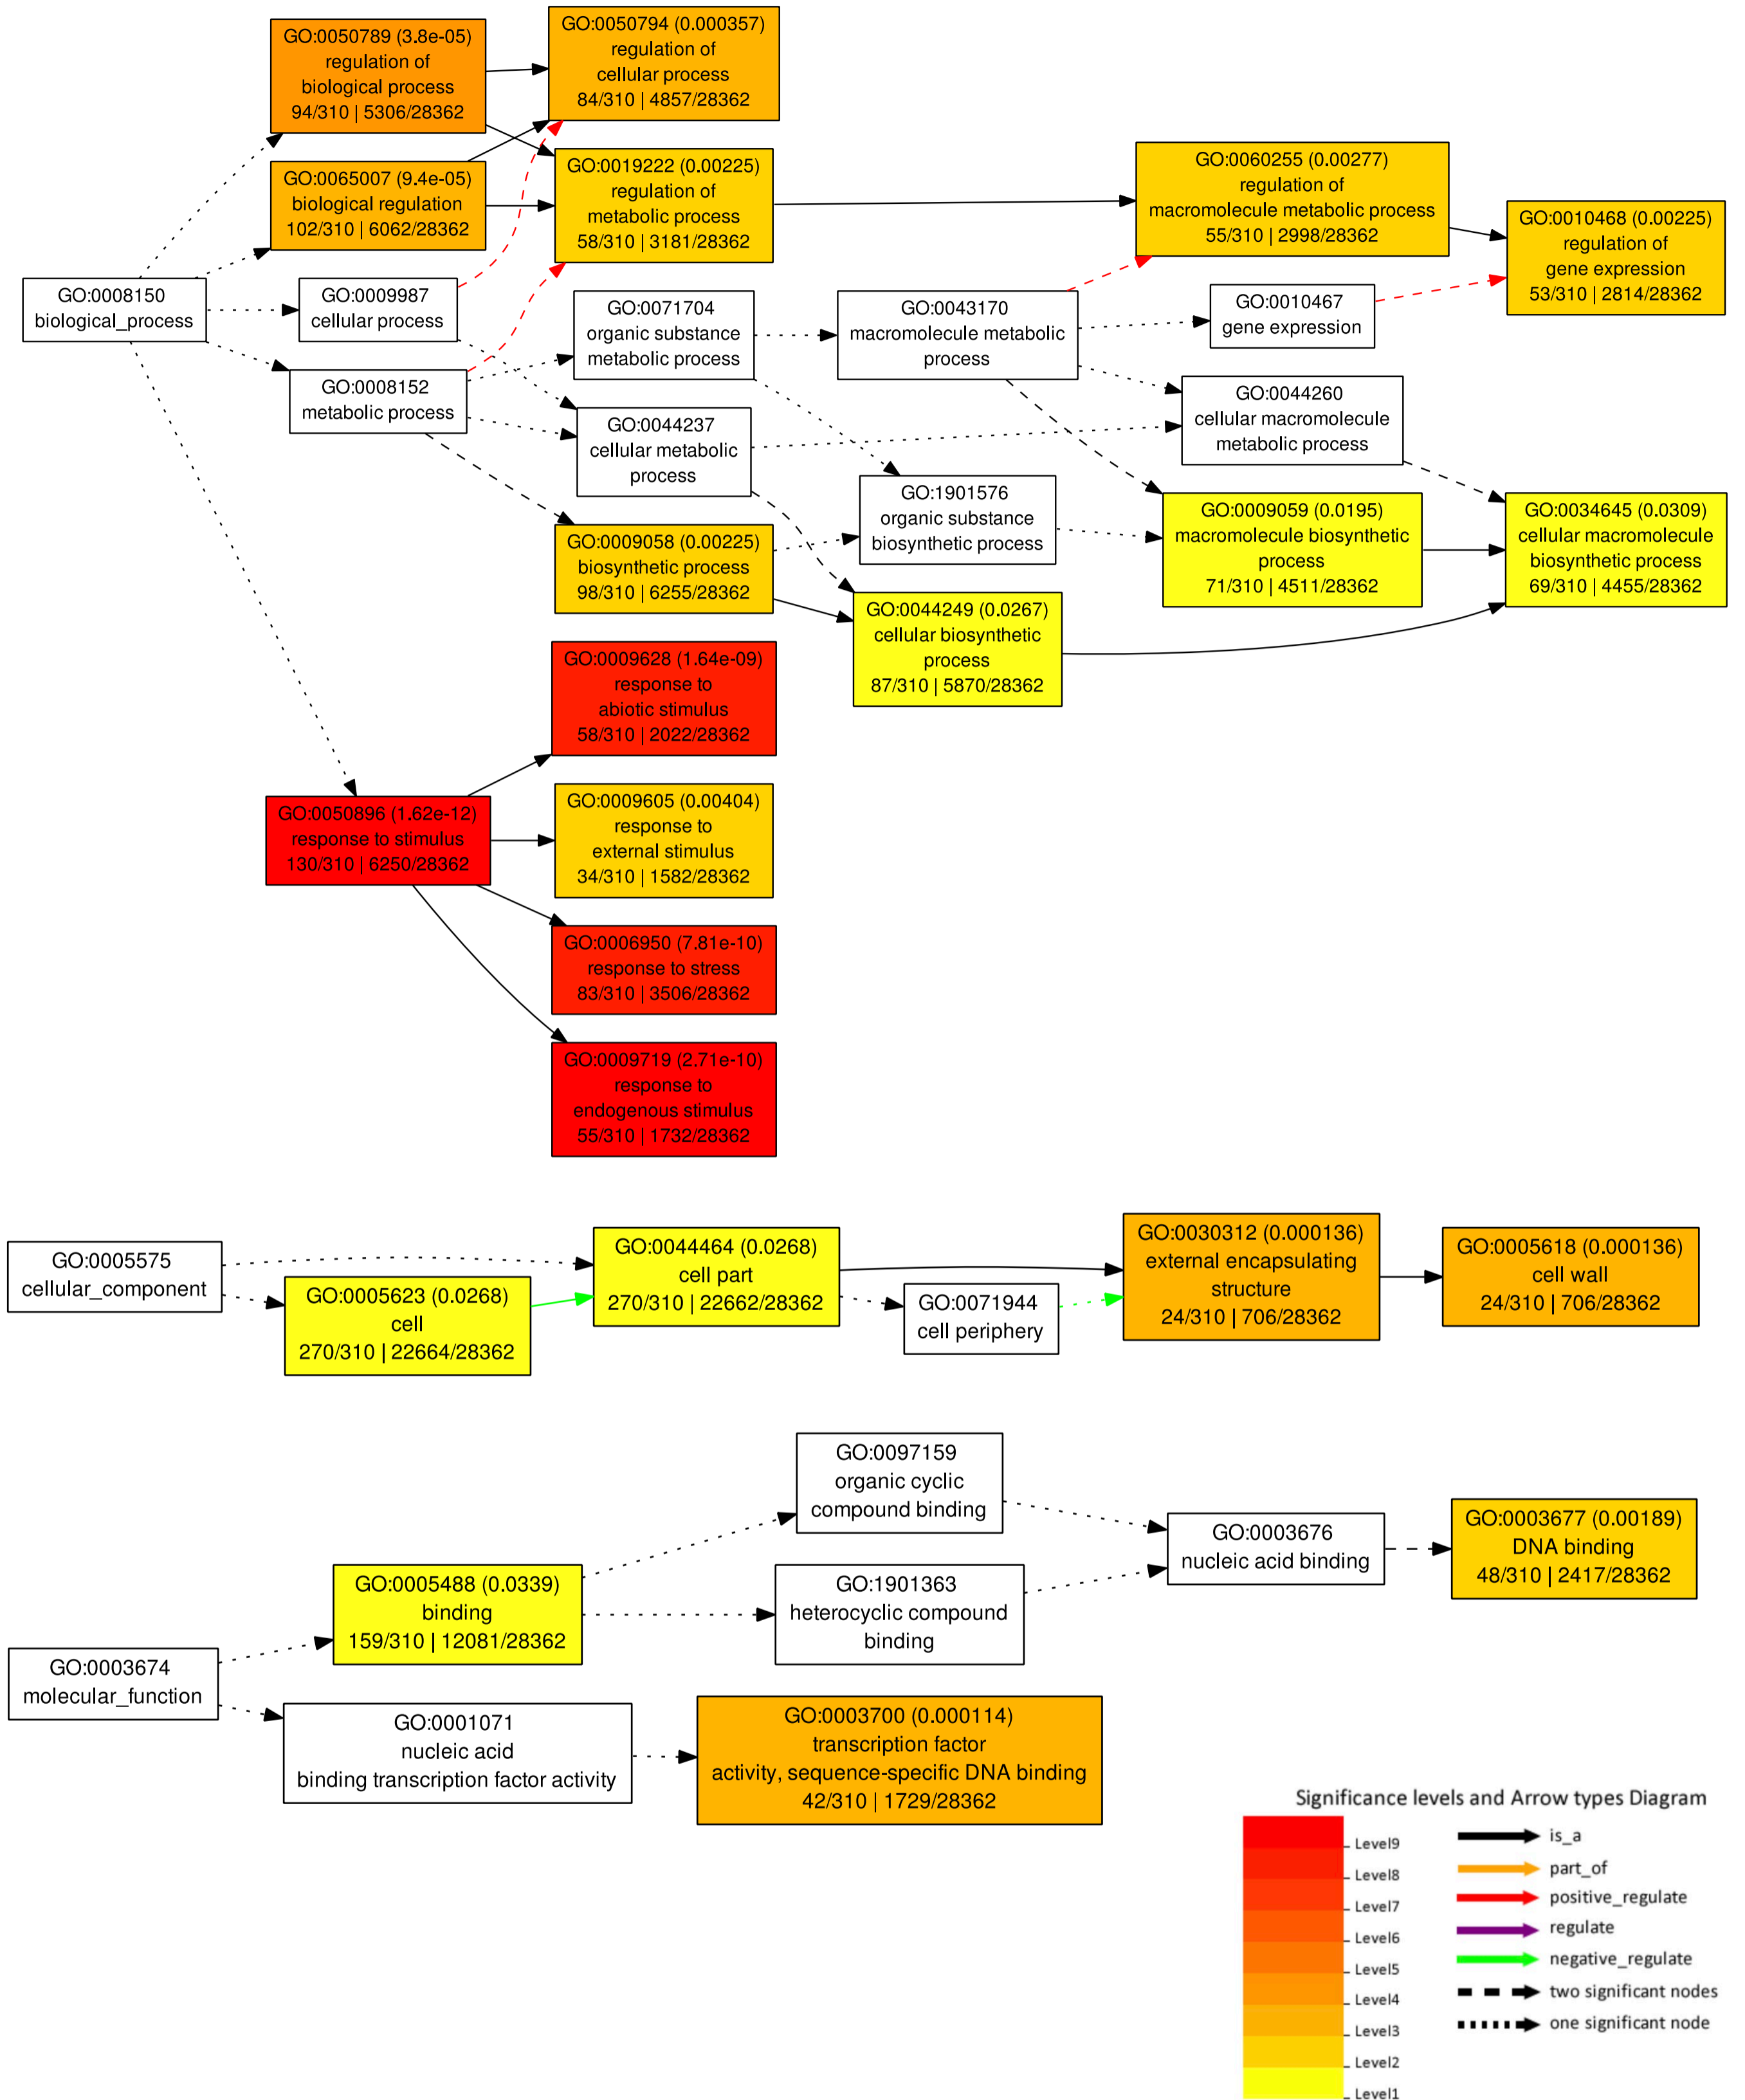 GO:0050789 (3.8e-05)
regulation of
biological process
94/310 | 5306/28362
GO:0050794 (0.000357)
regulation of
cellular process
84/310 | 4857/28362
GO:0065007 (9.4e-05)
biological regulation
102/310 | 6062/28362
GO:0019222 (0.00225)
regulation of
metabolic process
58/310 | 3181/28362
GO:0060255 (0.00277)
regulation of
macromolecule metabolic process
55/310 | 2998/28362
GO:0010468 (0.00225)
regulation of
gene expression
53/310 | 2814/28362
GO:0008150
biological_process
GO:0009987
cellular process
GO:0071704
organic substance
metabolic process
GO:0043170
macromolecule metabolic
process
GO:0010467
gene expression
GO:0008152
metabolic process
GO:0044237
cellular metabolic
process
GO:0044260
cellular macromolecule
metabolic process
GO:1901576
organic substance
biosynthetic process
GO:0009059 (0.0195)
macromolecule biosynthetic
process
71/310 | 4511/28362
GO:0034645 (0.0309)
cellular macromolecule
biosynthetic process
69/310 | 4455/28362
GO:0009058 (0.00225)
biosynthetic process
98/310 | 6255/28362
GO:0044249 (0.0267)
cellular biosynthetic
process
87/310 | 5870/28362
GO:0009628 (1.64e-09)
response to
abiotic stimulus
58/310 | 2022/28362
GO:0050896 (1.62e-12)
response to stimulus
130/310 | 6250/28362
GO:0009605 (0.00404)
response to
external stimulus
34/310 | 1582/28362
GO:0006950 (7.81e-10)
response to stress
83/310 | 3506/28362
GO:0009719 (2.71e-10)
response to
endogenous stimulus
55/310 | 1732/28362
GO:0005575
cellular_component
GO:0005623 (0.0268)
cell
270/310 | 22664/28362
GO:0044464 (0.0268)
cell part
270/310 | 22662/28362
GO:0071944
cell periphery
GO:0030312 (0.000136)
external encapsulating
structure
24/310 | 706/28362
GO:0005618 (0.000136)
cell wall
24/310 | 706/28362
GO:0097159
organic cyclic
compound binding
GO:0003676
nucleic acid binding
GO:0003677 (0.00189)
DNA binding
48/310 | 2417/28362
GO:0005488 (0.0339)
binding
159/310 | 12081/28362
GO:1901363
heterocyclic compound
binding
GO:0003674
molecular_function
GO:0001071
nucleic acid
binding transcription factor activity
GO:0003700 (0.000114)
transcription factor
activity, sequence-specific DNA binding
42/310 | 1729/28362
Significance levels and Arrow types Diagram
Level9
Level8
Level7
Level6
Level5
Level4
Level3
Level2
Level1
is_a
part_of
positive_regulate
regulate
negative_regulate
two significant nodes
one significant node